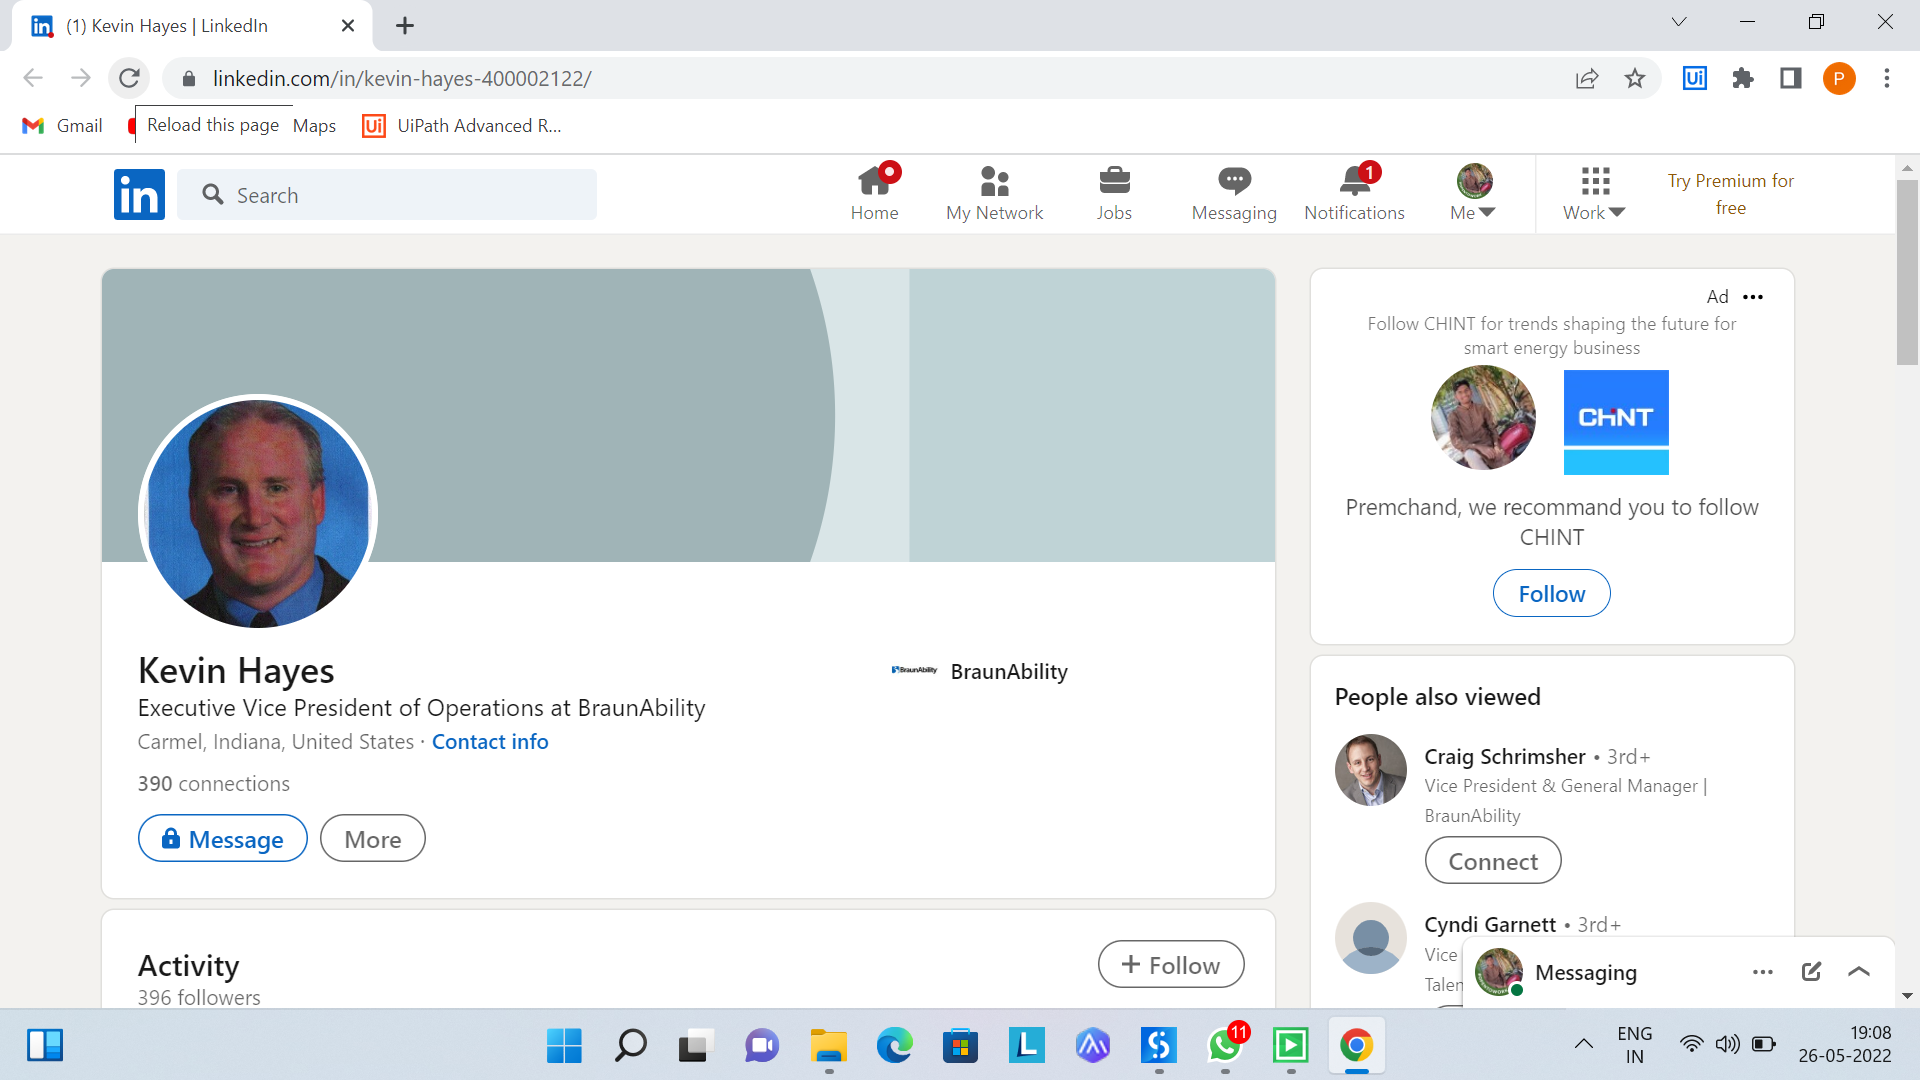 (1) Kevin Hayes | LinkedIn
linkedin.com/in/kevin-hayes-400002122/
Ui
P
Gmail
Reload this page
Maps
Ui
UiPath Advanced R...
in
Search
Home
My Network
Jobs
Messaging
1
Notifications
Me
Work
Try Premium for
free
Ad
Follow CHINT for trends shaping the future for
smart energy business
CHINT
Premchand, we recommand you to follow
CHINT
Follow
Kevin Hayes
BraunAbility
BraunAbility
Executive Vice President of Operations at BraunAbility
Carmel, Indiana, United States · Contact info
390 connections
Message
More
People also viewed
Craig Schrimsher • 3rd+
Vice President & General Manager |
BraunAbility
Connect
Cyndi Garnett • 3rd+
Vice
Talen
Activity
396 followers
+ Follow
Messaging
L
11
ENG
IN
19:08
26-05-2022